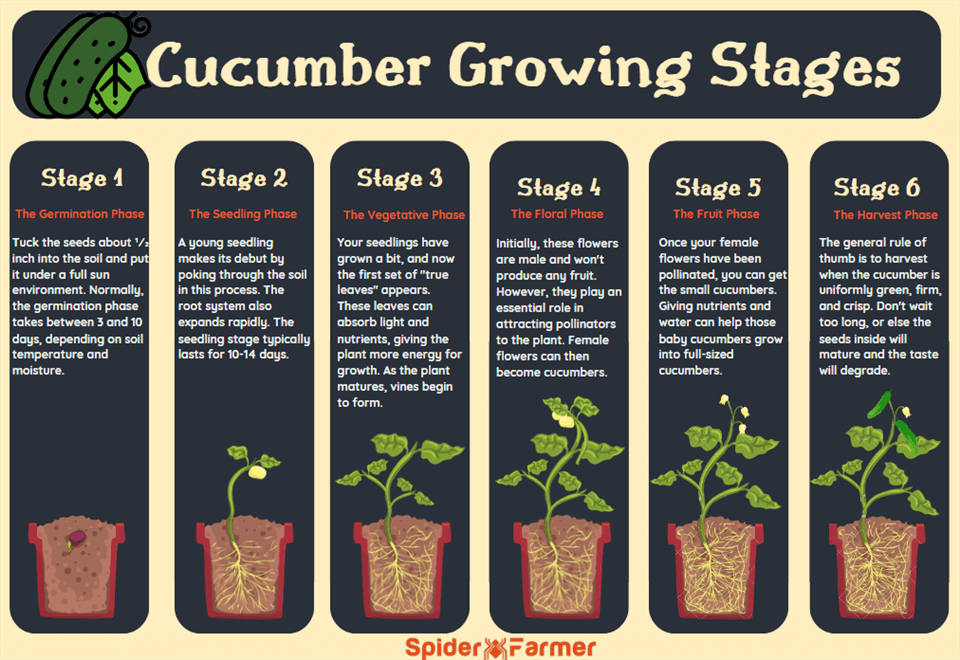 Cucumber Growing Stages
Stage 1
The Germination Phase
Tuck the seeds about ½
inch into the soil and put
it under a full sun
environment. Normally,
the germination phase
takes between 3 and 10
days, depending on soil
temperature and
moisture.
Stage 2
The Seedling Phase
A young seedling
makes its debut by
poking through the soil
in this process. The
root system also
expands rapidly. The
seedling stage typically
lasts for 10-14 days.
Stage 3
The Vegetative Phase
Your seedlings have
grown a bit, and now
the first set of "true
leaves" appears.
These leaves can
absorb light and
nutrients, giving the
plant more energy for
growth. As the plant
matures, vines begin
to form.
Stage 4
The Floral Phase
Initially, these flowers
are male and won't
produce any fruit.
However, they play an
essential role in
attracting pollinators
to the plant. Female
flowers can then
become cucumbers.
Stage 5
The Fruit Phase
Once your female
flowers have been
pollinated, you can get
the small cucumbers.
Giving nutrients and
water can help those
baby cucumbers grow
into full-sized
cucumbers.
Stage 6
The Harvest Phase
The general rule of
thumb is to harvest
when the cucumber is
uniformly green, firm,
and crisp. Don't wait
too long, or else the
seeds inside will
mature and the taste
will degrade.
Spider Farmer